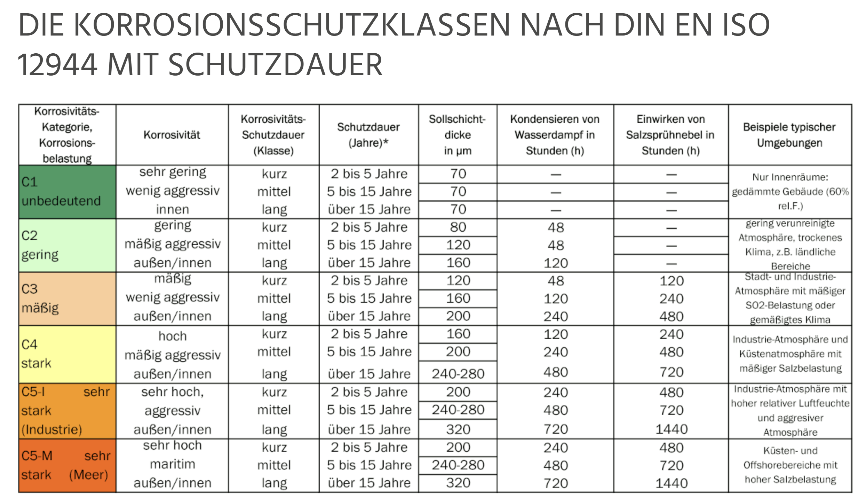 DIE KORROSIONSSCHUTZKLASSEN NACH DIN EN ISO
12944 MIT SCHUTZDAUER
Korrosivitäts-
Kategorie,
Korrosions-
belastung
Korrosivität
Korrosivitäts-
Schutzdauer
(Klasse)
Schutzdauer
(Jahre)*
Sollschicht-
dicke
in µm
Kondensieren von
Wasserdampf in
Stunden (h)
Einwirken von
Salzsprühnebel in
Stunden (h)
Beispiele typischer
Umgebungen
C1
unbedeutend
sehr gering
wenig aggressiv
innen
kurz 2 bis 5 Jahre 70 — —
mittel 5 bis 15 Jahre 70 — —
lang über 15 Jahre 70 — —
Nur Innenräume:
gedämmte Gebäude (60%
rel.F.)
C2
gering
gering
mäßig aggressiv
außen/innen
kurz 2 bis 5 Jahre 80 48 —
mittel 5 bis 15 Jahre 120 48 —
lang über 15 Jahre 160 120 —
gering verunreinigte
Atmosphäre, trockenes
Klima, z.B. ländliche
Bereiche
C3
mäßig
mäßig
wenig aggressiv
außen/innen
kurz 2 bis 5 Jahre 120 48 120
mittel 5 bis 15 Jahre 160 120 240
lang über 15 Jahre 200 240 480
Stadt- und Industrie-
Atmosphäre mit mäßiger
SO2-Belastung oder
gemäßigtes Klima
C4
stark
hoch
mäßig aggressiv
außen/innen
kurz 2 bis 5 Jahre 160 120 240
mittel 5 bis 15 Jahre 200 240 480
lang über 15 Jahre 240-280 480 720
Industrie-Atmosphäre und
Küstenatmosphäre mit
mäßiger Salzbelastung
C5-I sehr
stark
(Industrie)
sehr hoch,
aggressiv
außen/innen
kurz 2 bis 5 Jahre 200 240 480
mittel 5 bis 15 Jahre 240-280 480 720
lang über 15 Jahre 320 720 1440
Industrie-Atmosphäre mit
hoher relativer Luftfeuchte
und aggresiver
Atmosphäre
C5-M sehr
stark (Meer)
sehr hoch
maritim
außen/innen
kurz 2 bis 5 Jahre 200 240 480
mittel 5 bis 15 Jahre 240-280 480 720
lang über 15 Jahre 320 720 1440
Küsten- und
Offshorebereiche mit
hoher Salzbelastung